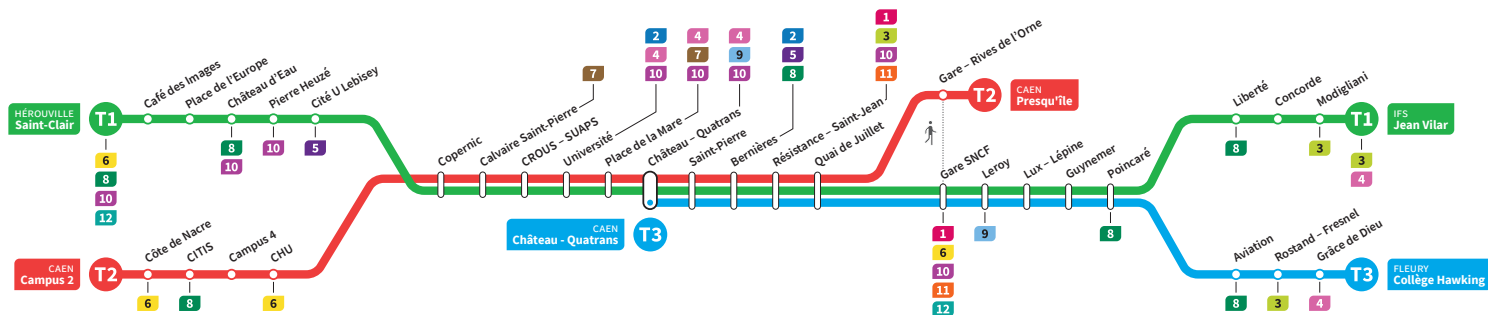 HÉROUVILLE
Saint-Clair
T1
6
8
10
12
Café des Images
Place de l'Europe
Château d'Eau
8
10
Pierre Heuzé
10
Cité U Lebisey
5
CAEN
Campus 2
T2
Côte de Nacre
6
CITIS
8
Campus 4
CHU
6
Copernic
Calvaire Saint-Pierre
7
CROUS – SUAPS
Université
2
4
10
Place de la Mare
4
7
10
Château – Quatrans
4
9
10
CAEN
Château - Quatrans
T3
Saint-Pierre
Bernières
2
5
8
Résistance – Saint-Jean
1
3
10
11
Quai de Juillet
Gare – Rives de l'Orne
T2
CAEN
Presqu'île
Gare SNCF
1
6
10
11
12
Leroy
9
Lux – Lépine
Guynemer
Poincaré
8
Liberté
8
Concorde
Modigliani
3
T1
IFS
Jean Vilar
3
4
Aviation
8
Rostand – Fresnel
3
Grâce de Dieu
4
T3
FLEURY
Collège Hawking